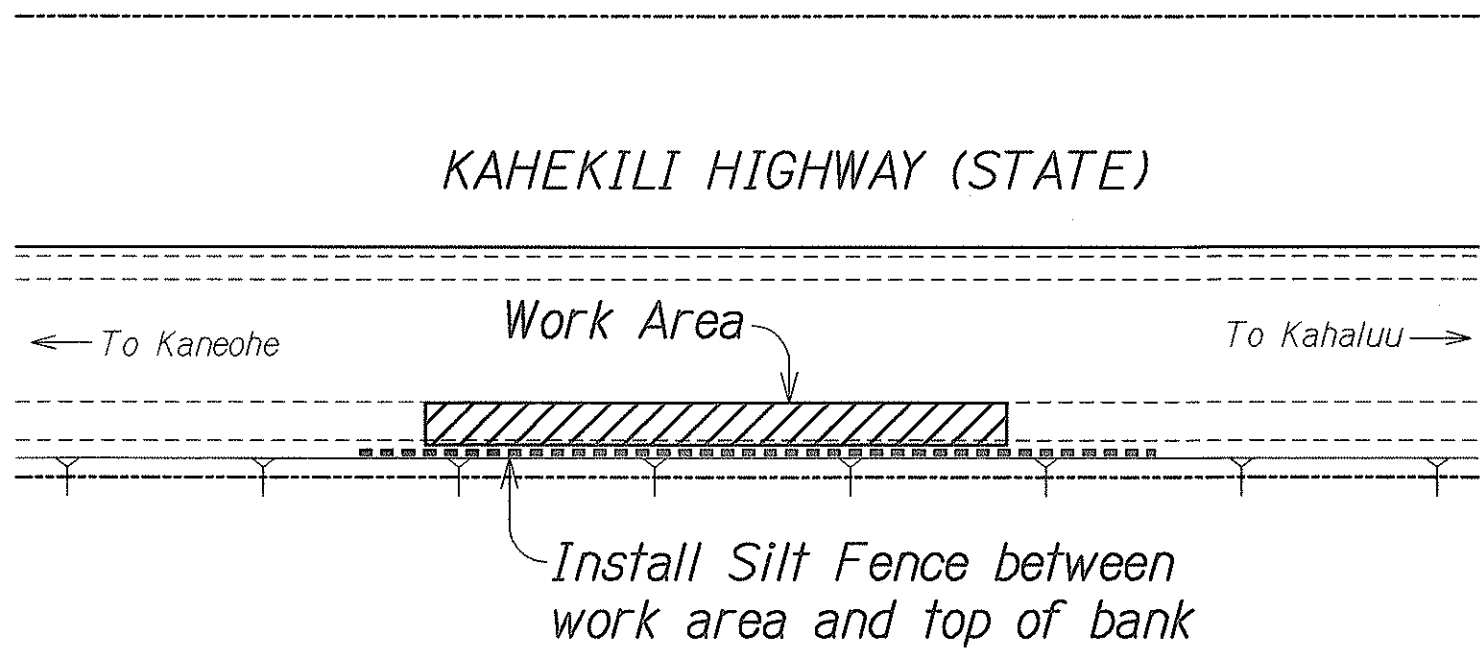 KAHEKILI HIGHWAY (STATE)
Work Area
To Kaneohe
To Kahaluu
Install Silt Fence between
work area and top of bank